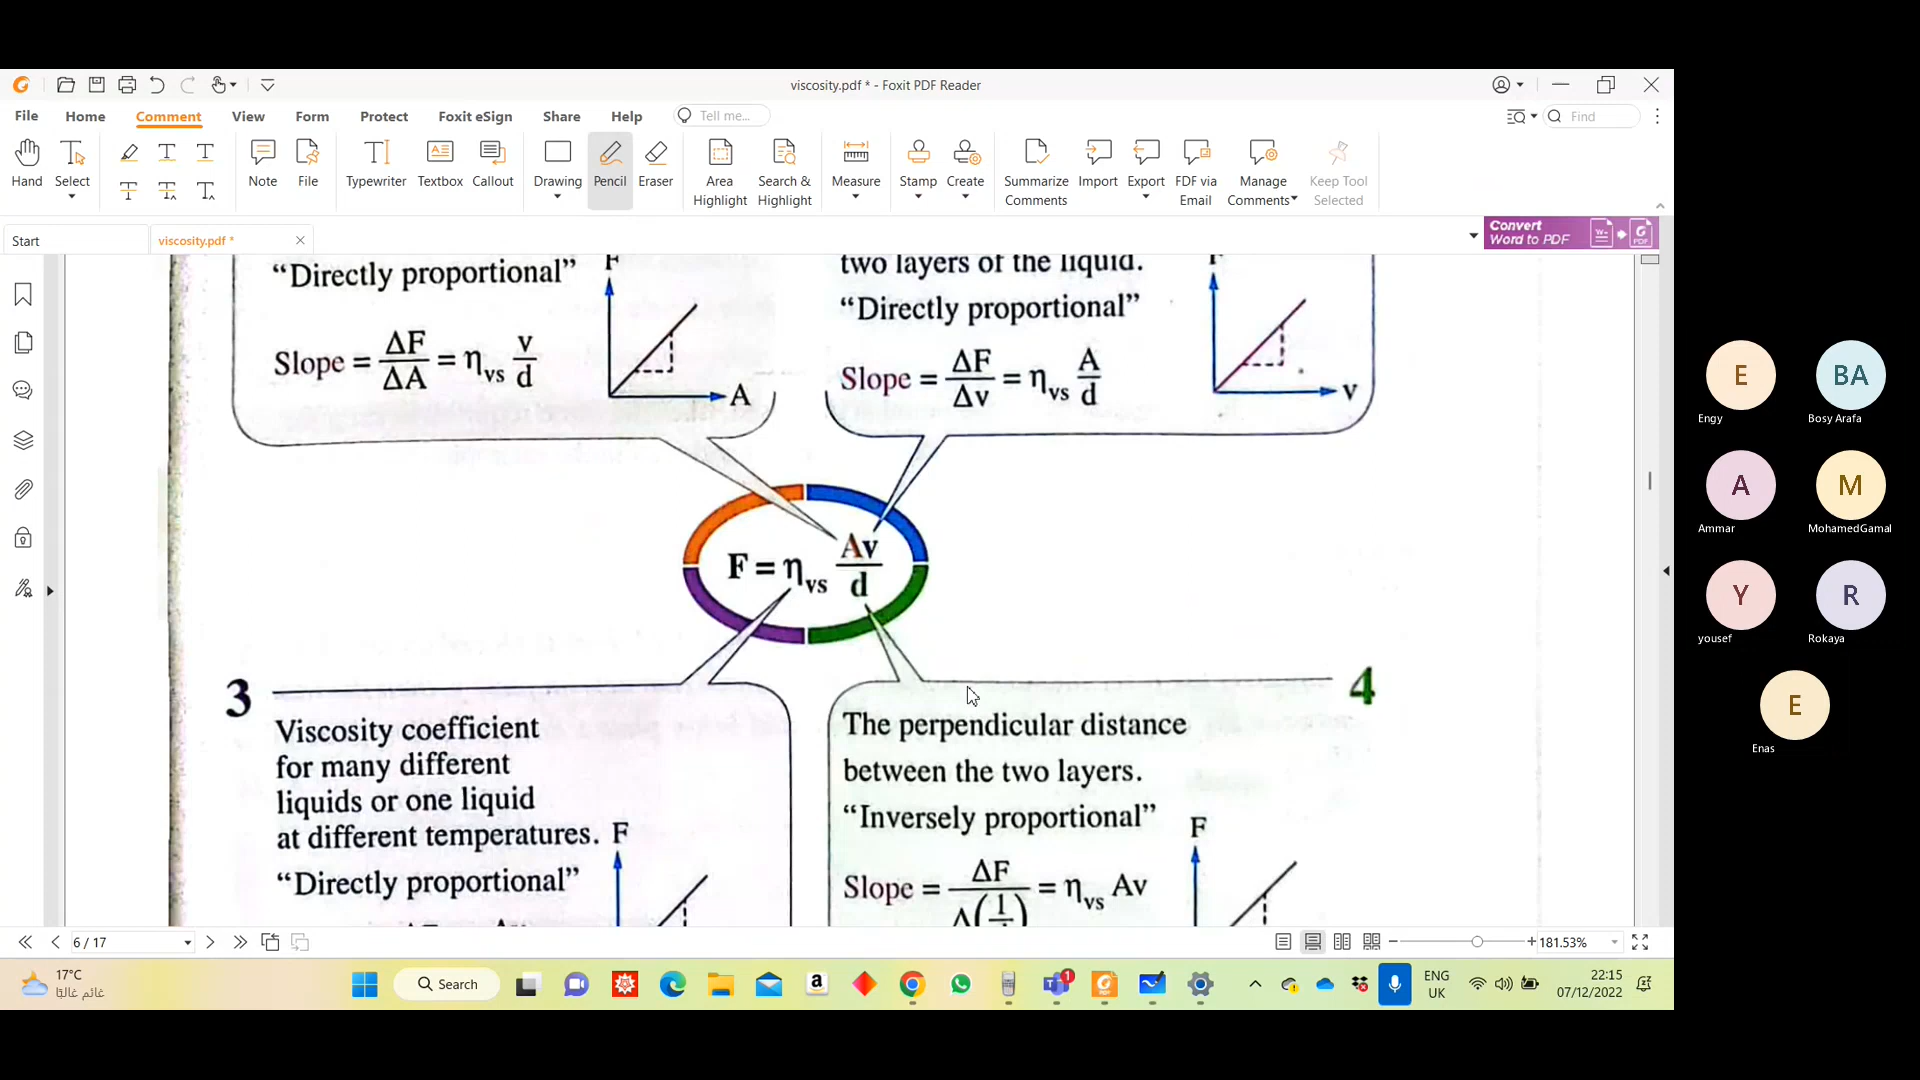 viscosity.pdf * - Foxit PDF Reader
File Home Comment View Form Protect Foxit eSign Share Help Tell me... Find
Hand Select Note File Typewriter Textbox Callout Drawing Pencil Eraser Area Highlight Search & Highlight Measure Stamp Create Summarize Comments Import Export FDF via Email Manage Comments Keep Tool Selected
Start viscosity.pdf * Convert Word to PDF
“Directly proportional” F
Slope = ΔF/ΔA = ηvs v/d
A
two layers of the liquid.
“Directly proportional”
Slope = ΔF/Δv = ηvs A/d
v
F = ηvs Av/d
3
Viscosity coefficient
for many different
liquids or one liquid
at different temperatures. F
“Directly proportional”
4
The perpendicular distance
between the two layers.
“Inversely proportional”
F
Slope = ΔF = ηvs Av
6 / 17 181.53%
17°C
غائم غالبًا
Search
1
ENG
UK
22:15
07/12/2022
E BA
Engy Bosy Arafa
A M
Ammar MohamedGamal
Y R
yousef Rokaya
E
Enas